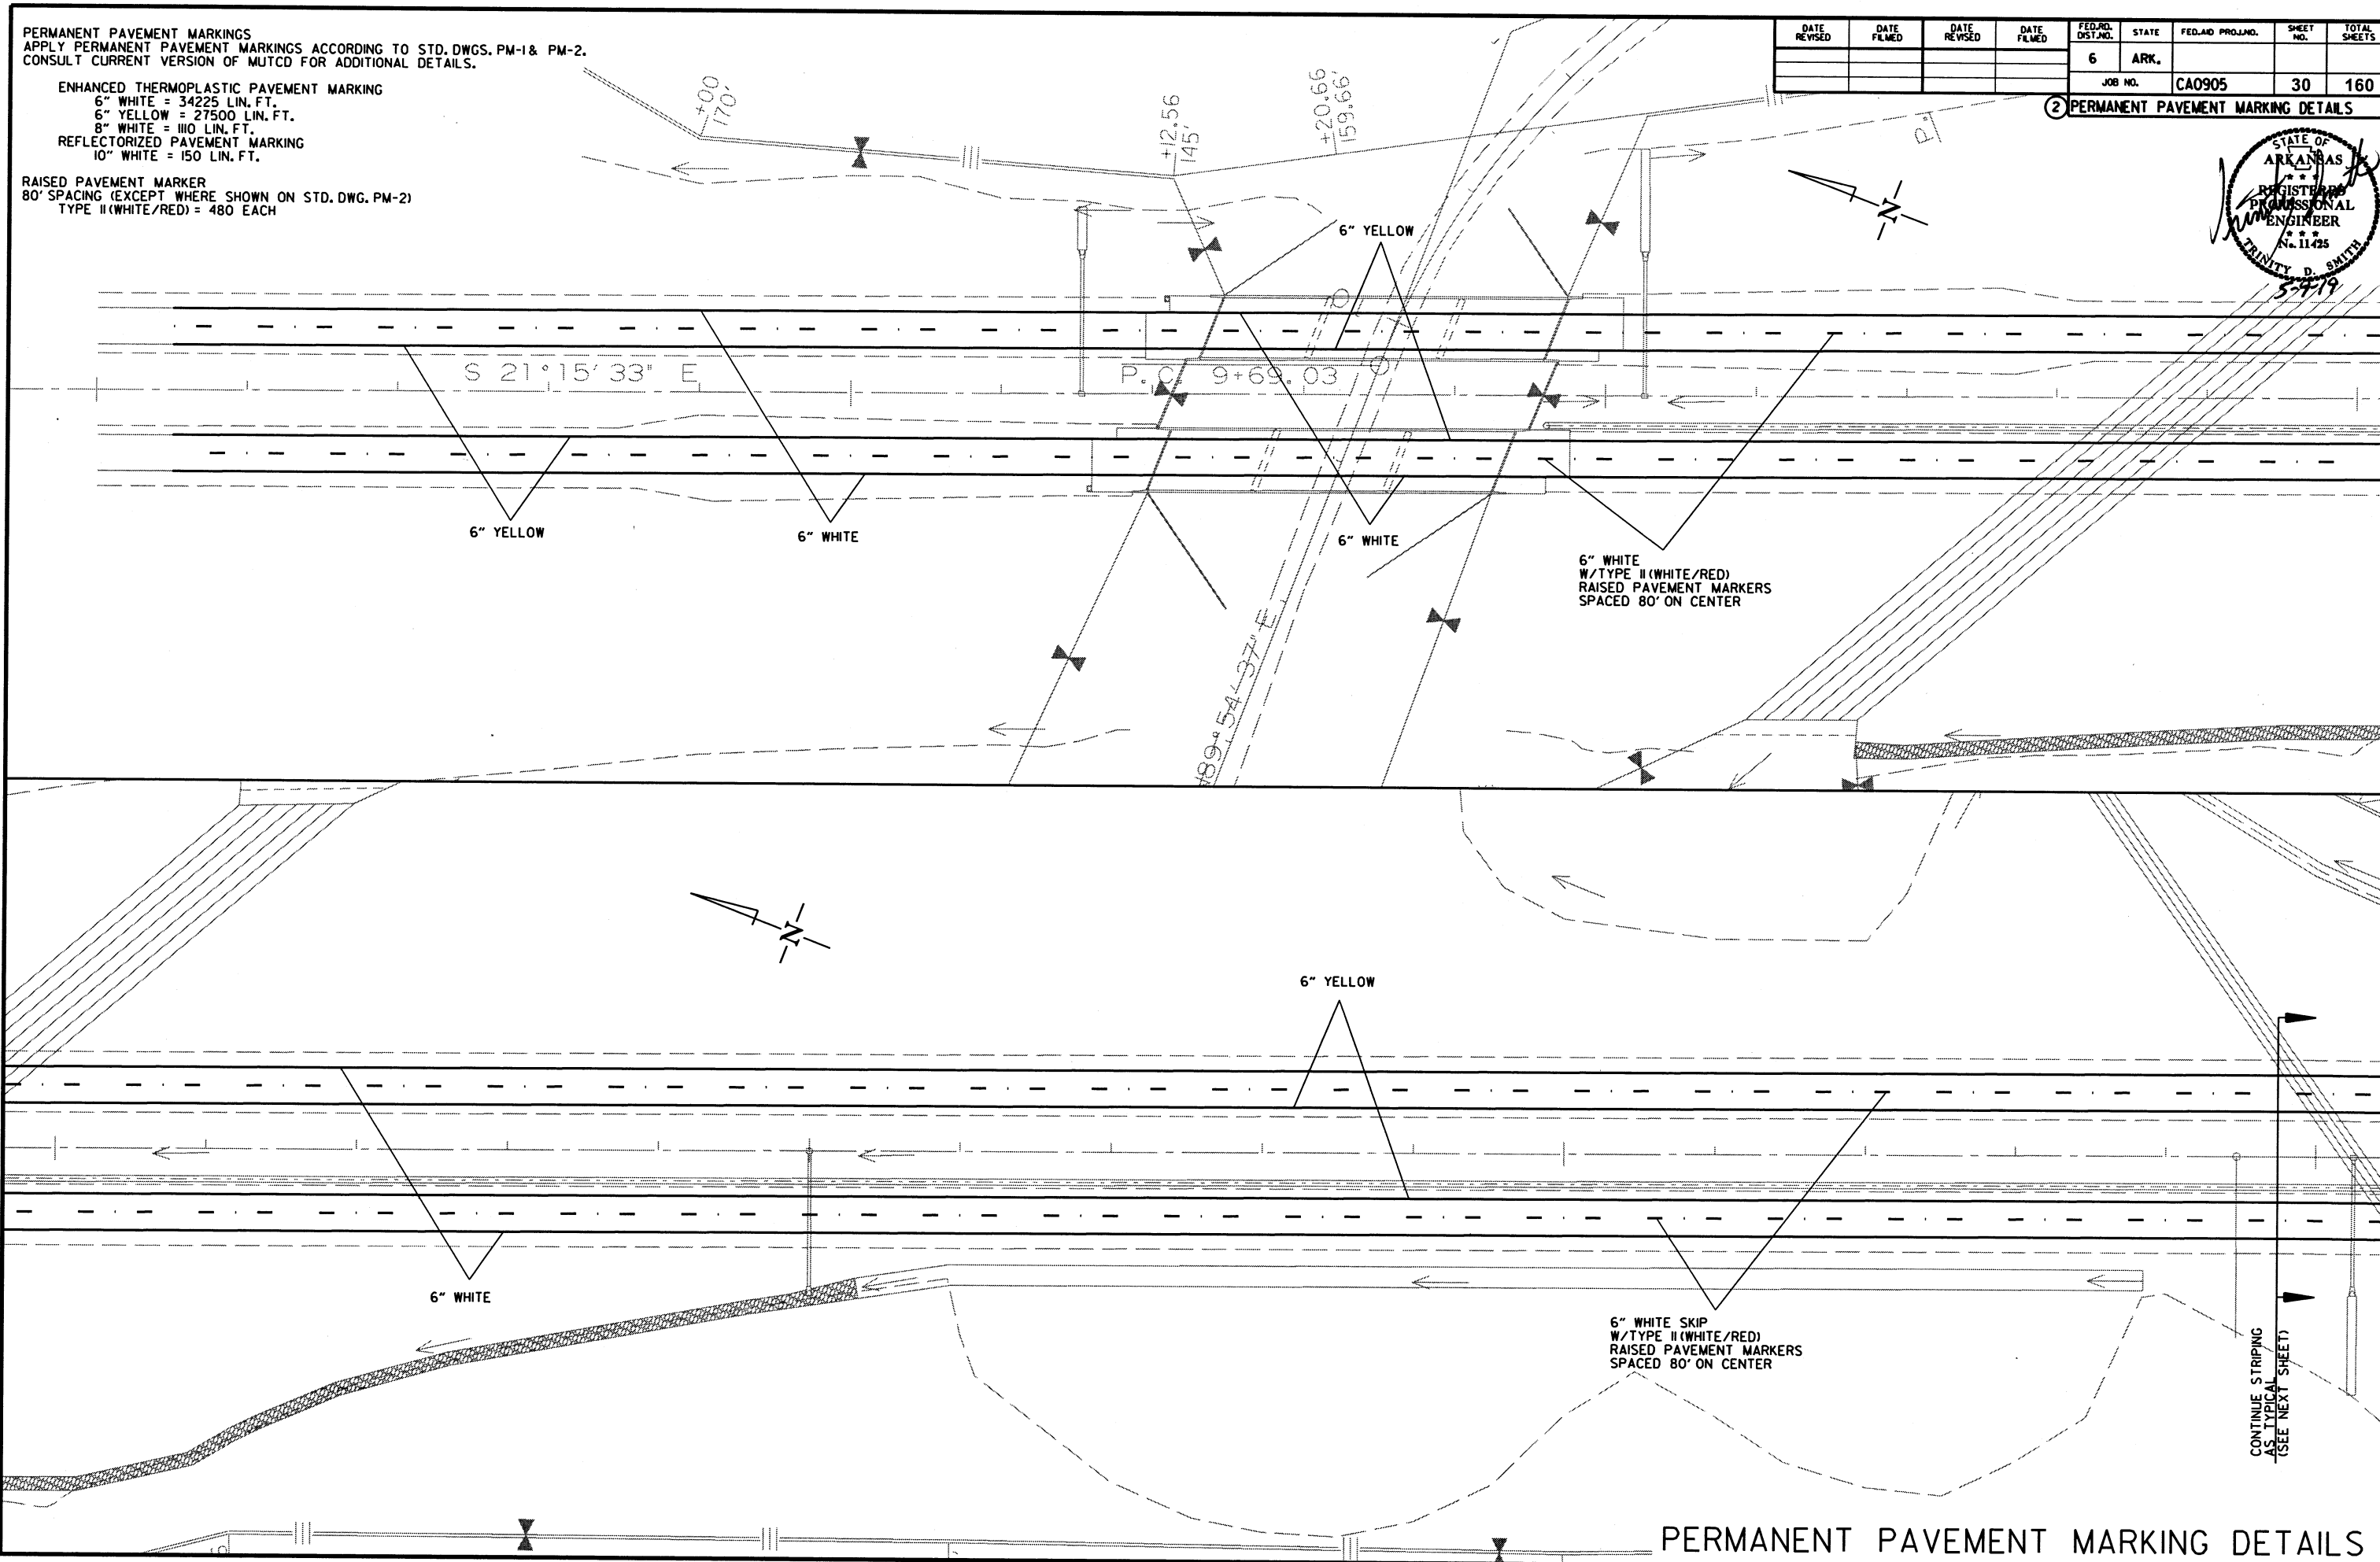 PERMANENT PAVEMENT MARKINGS
APPLY PERMANENT PAVEMENT MARKINGS ACCORDING TO STD. DWGS. PM-1 & PM-2.
CONSULT CURRENT VERSION OF MUTCD FOR ADDITIONAL DETAILS.
ENHANCED THERMOPLASTIC PAVEMENT MARKING
6" WHITE = 34225 LIN. FT.
6" YELLOW = 27500 LIN. FT.
8" WHITE = 1110 LIN. FT.
REFLECTORIZED PAVEMENT MARKING
10" WHITE = 150 LIN. FT.
RAISED PAVEMENT MARKER
80' SPACING (EXCEPT WHERE SHOWN ON STD. DWG. PM-2)
TYPE II (WHITE/RED) = 480 EACH
DATE REVISED
DATE FILMED
DATE REVISED
DATE FILMED
FED.RD. DIST.NO.
STATE
FED.AID PROJ.NO.
SHEET NO.
TOTAL SHEETS
6 ARK.
JOB NO. CA0905 30 160
2 PERMANENT PAVEMENT MARKING DETAILS
STATE OF
ARKANSAS
REGISTERED
PROFESSIONAL
ENGINEER
No. 11425
TRINITY D. SMITH
5-9-19
+00
170'
+12.56
145'
+20.66
159.66'
P.
N
6" YELLOW
S 21°15'33" E
P.C. 9+69.03
6" YELLOW
6" WHITE
6" WHITE
6" WHITE
W/TYPE II (WHITE/RED)
RAISED PAVEMENT MARKERS
SPACED 80' ON CENTER
N89°54'37" E
N
6" YELLOW
6" WHITE
6" WHITE SKIP
W/TYPE II (WHITE/RED)
RAISED PAVEMENT MARKERS
SPACED 80' ON CENTER
CONTINUE STRIPING
AS TYPICAL
(SEE NEXT SHEET)
PERMANENT PAVEMENT MARKING DETAILS